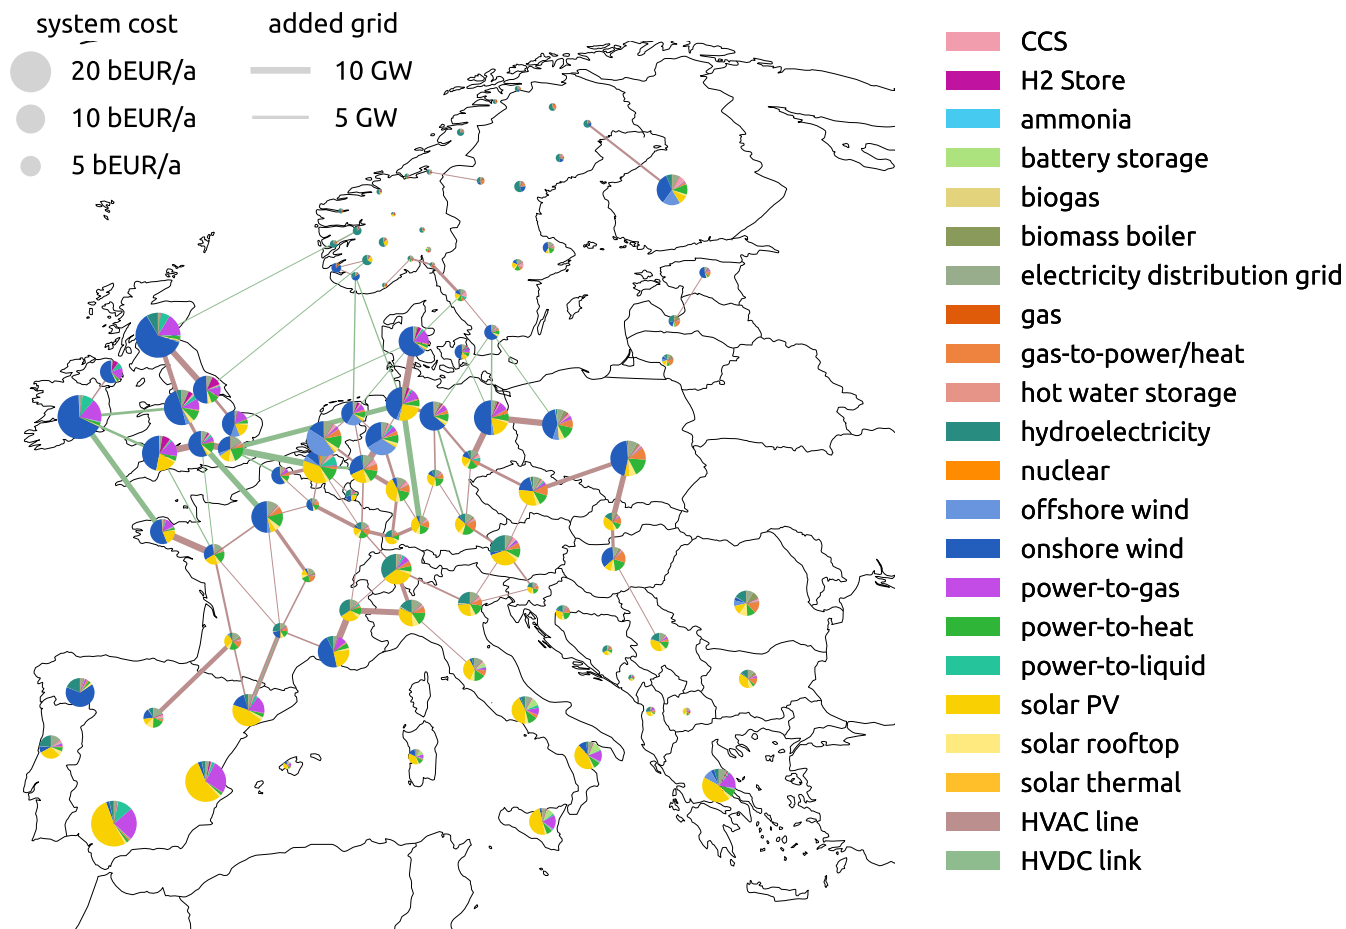 system cost
20 bEUR/a
10 bEUR/a
5 bEUR/a
added grid
10 GW
5 GW
CCS
H2 Store
ammonia
battery storage
biogas
biomass boiler
electricity distribution grid
gas
gas-to-power/heat
hot water storage
hydroelectricity
nuclear
offshore wind
onshore wind
power-to-gas
power-to-heat
power-to-liquid
solar PV
solar rooftop
solar thermal
HVAC line
HVDC link